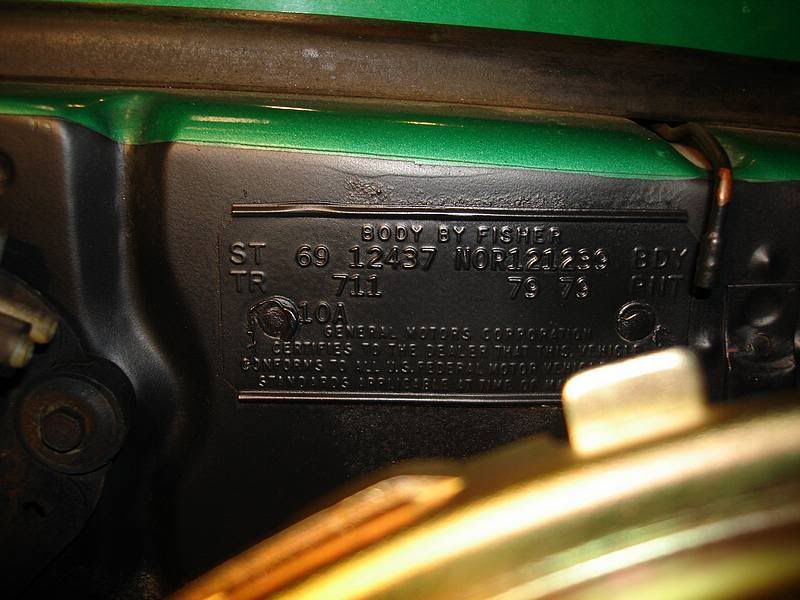 BODY BY FISHER
ST 69 12437 NOR121239 BDY
TR 711 79 79 PNT
10A
GENERAL MOTORS CORPORATION
CERTIFIES TO THE DEALER THAT THIS VEHICLE
CONFORMS TO ALL U.S. FEDERAL MOTOR VEHICLE
STANDARDS APPLICABLE AT TIME OF